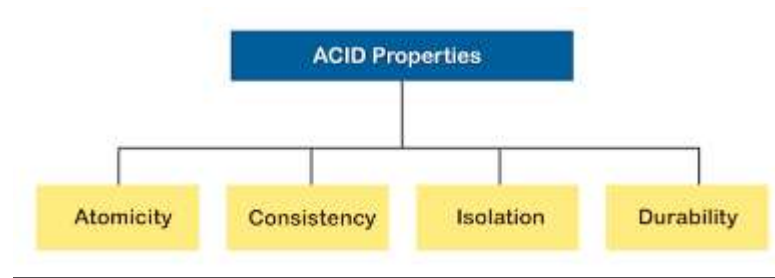 ACID Properties
Atomicity
Consistency
Isolation
Durability